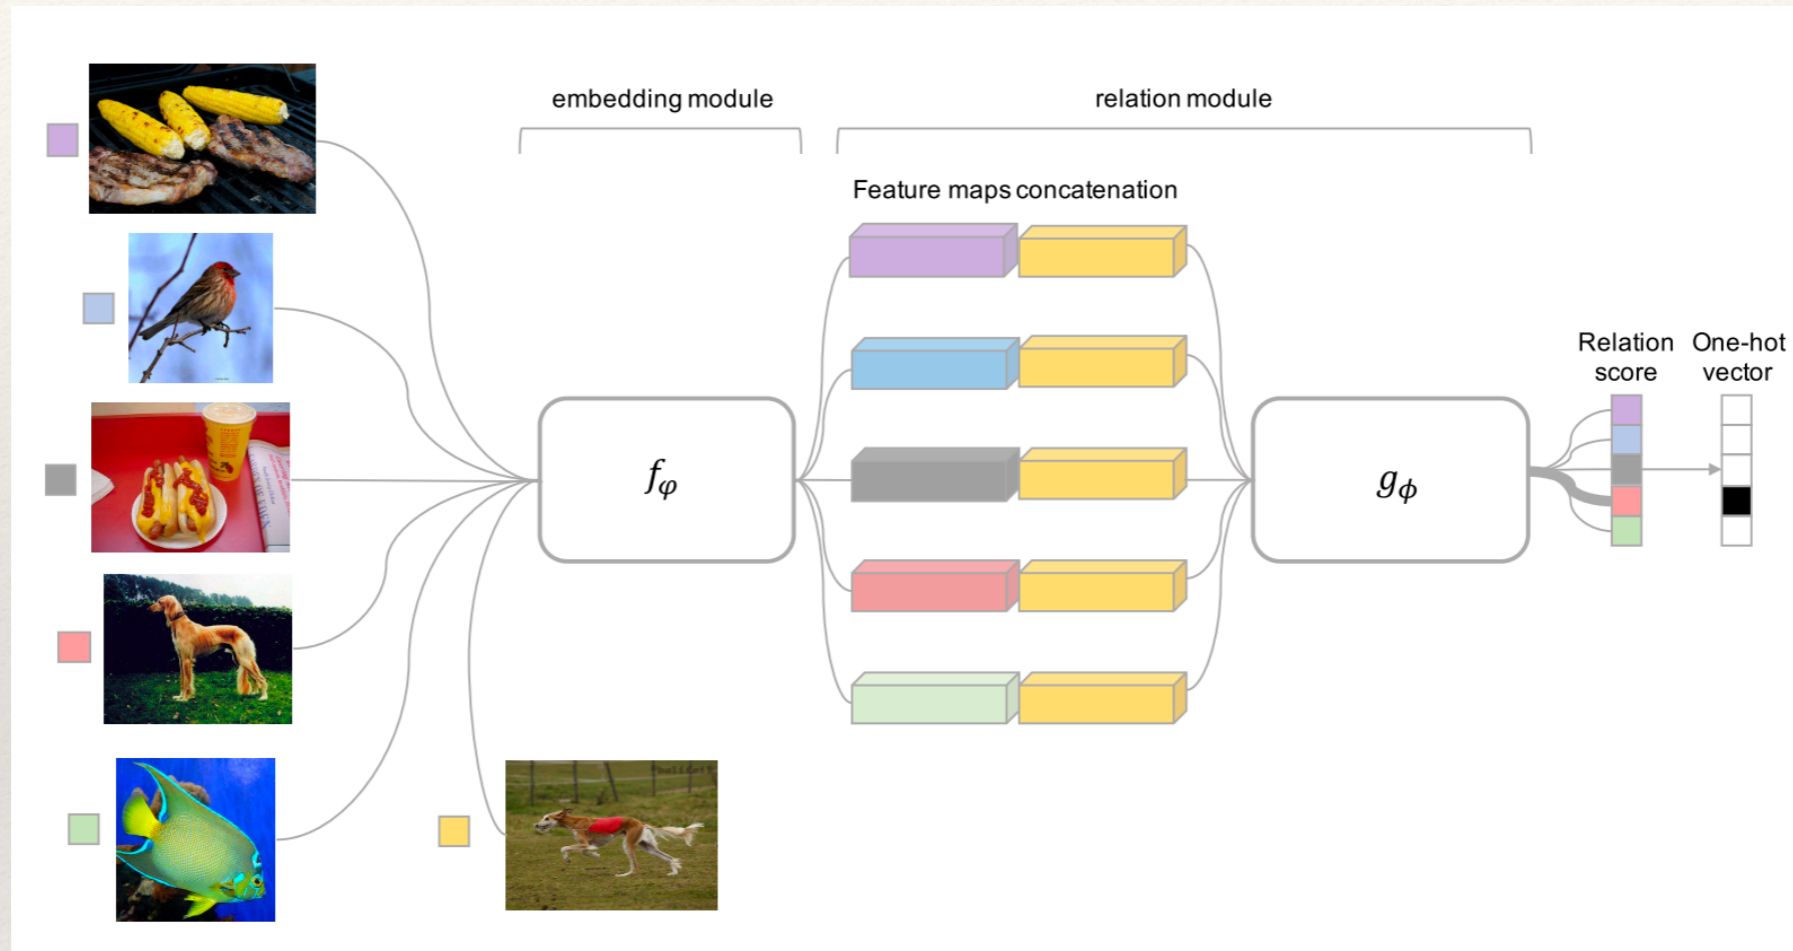 embedding module
relation module
Feature maps concatenation
Relation
score
One-hot
vector
f_φ
g_ϕ